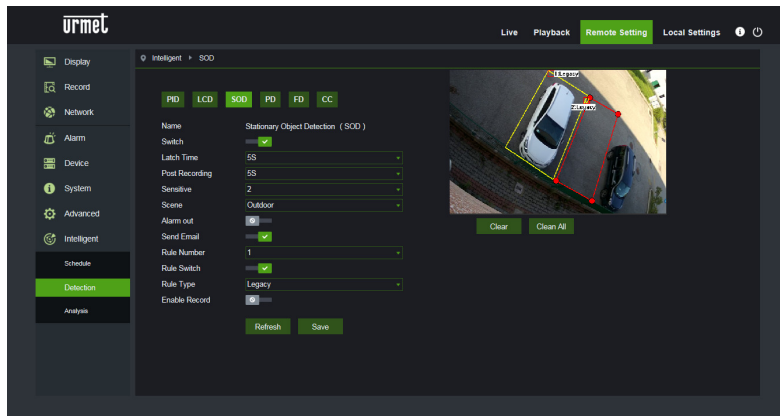 urmet
Live Playback Remote Setting Local Settings
Display
Record
Network
Alarm
Device
System
Advanced
Intelligent
Schedule
Detection
Analysis
Intelligent SOD
PID LCD SOD PD FD CC
Name Stationary Object Detection ( SOD )
Switch
Latch Time 5S
Post Recording 5S
Sensitive 2
Scene Outdoor
Alarm out
Send Email
Rule Number 1
Rule Switch
Rule Type Legacy
Enable Record
Refresh Save
1:Legacy
2:Legacy
Clear Clean All